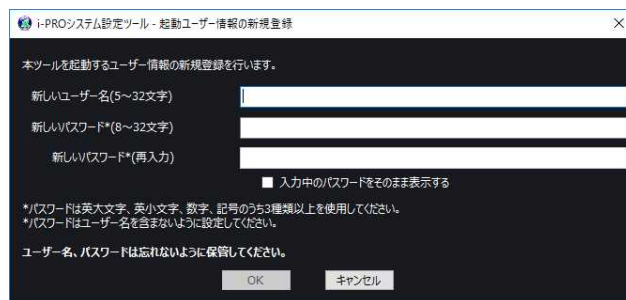 i-PROシステム設定ツール - 起動ユーザー情報の新規登録
本ツールを起動するユーザー情報の新規登録を行います。
新しいユーザー名(5～32文字)
新しいパスワード*(8～32文字)
新しいパスワード*(再入力)
入力中のパスワードをそのまま表示する
*パスワードは英大文字、英小文字、数字、記号のうち3種類以上を使用してください。
*パスワードはユーザー名を含まないように設定してください。
ユーザー名、パスワードは忘れないように保管してください。
OK キャンセル